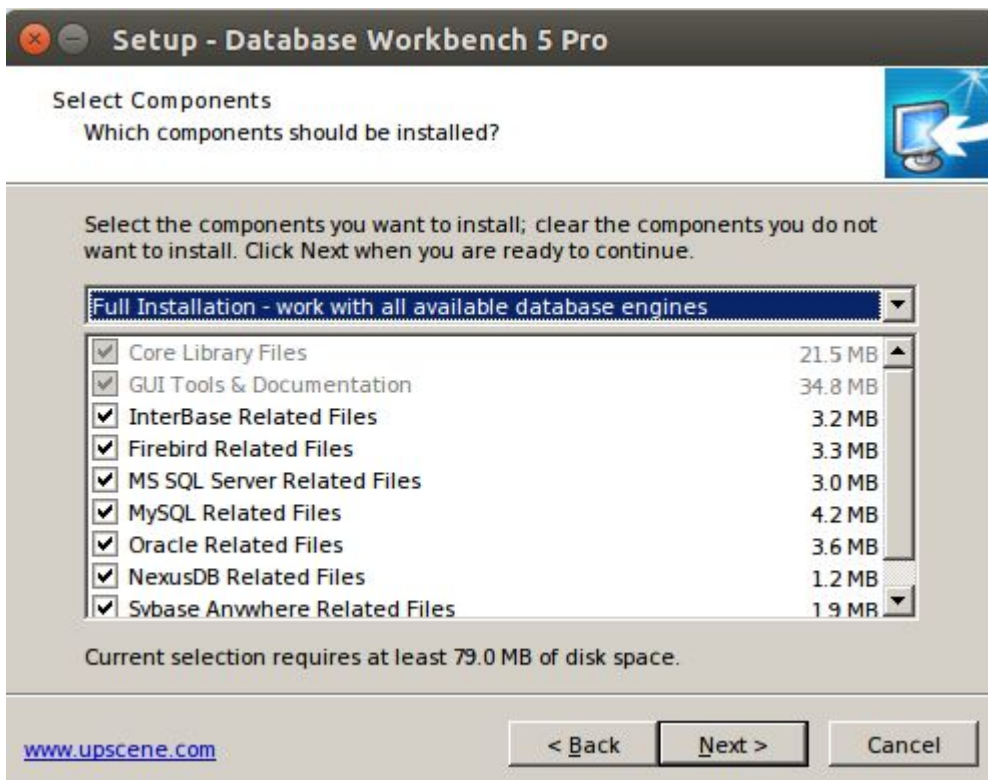 Setup - Database Workbench 5 Pro
Select Components
Which components should be installed?
Select the components you want to install; clear the components you do not
want to install. Click Next when you are ready to continue.
Full Installation - work with all available database engines
Core Library Files 21.5 MB
GUI Tools & Documentation 34.8 MB
InterBase Related Files 3.2 MB
Firebird Related Files 3.3 MB
MS SQL Server Related Files 3.0 MB
MySQL Related Files 4.2 MB
Oracle Related Files 3.6 MB
NexusDB Related Files 1.2 MB
Sybase Anywhere Related Files 1.9 MB
Current selection requires at least 79.0 MB of disk space.
www.upscene.com < Back Next > Cancel